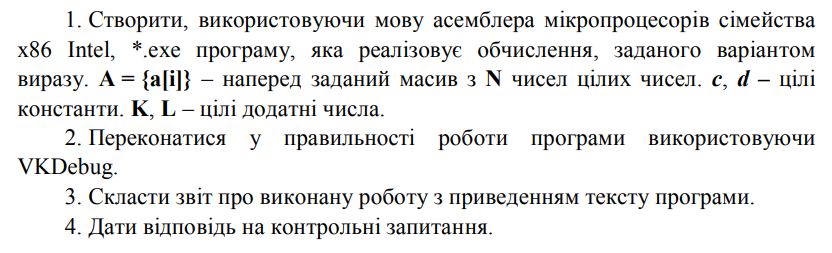 1. Створити, використовуючи мову асемблера мікропроцесорів сімейства
x86 Intel, *.exe програму, яка реалізовує обчислення, заданого варіантом
виразу. A = {a[i]} – наперед заданий масив з N чисел цілих чисел. c, d – цілі
константи. K, L – цілі додатні числа.
2. Переконатися у правильності роботи програми використовуючи
VKDebug.
3. Скласти звіт про виконану роботу з приведенням тексту програми.
4. Дати відповідь на контрольні запитання.